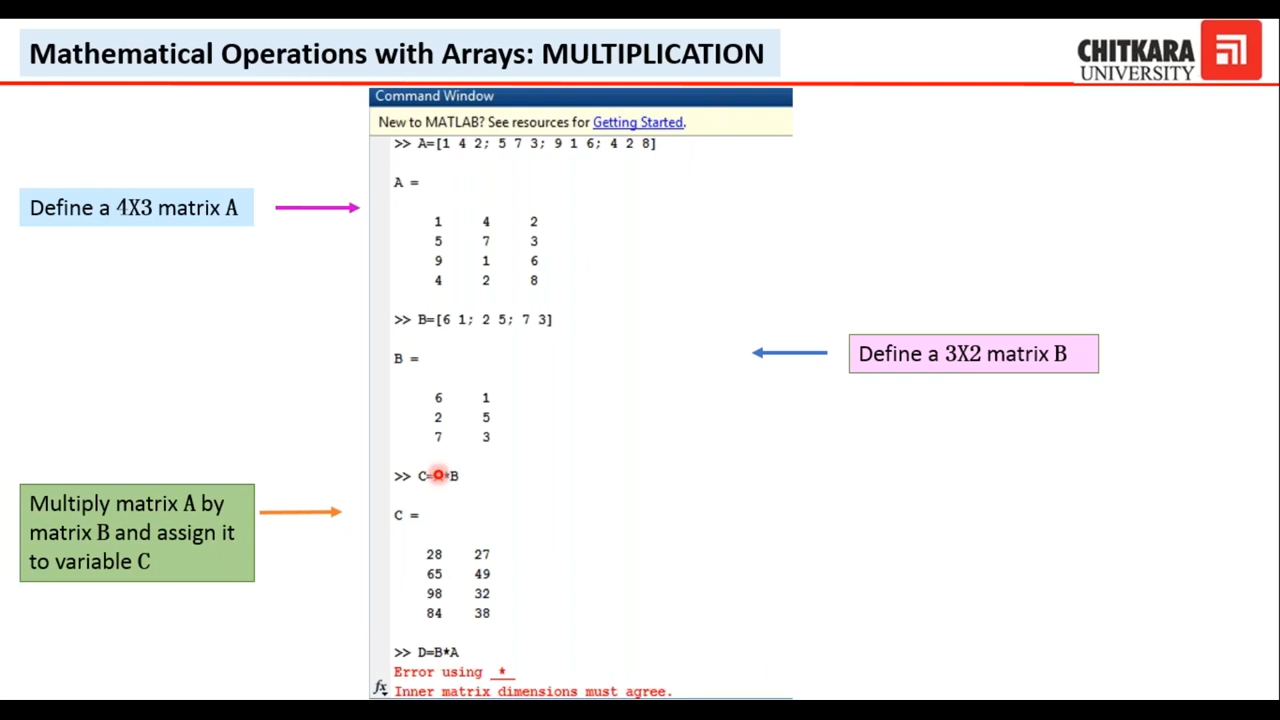 Mathematical Operations with Arrays: MULTIPLICATION
CHITKARA
UNIVERSITY
Command Window
New to MATLAB? See resources for Getting Started.
>> A=[1 4 2; 5 7 3; 9 1 6; 4 2 8]
A =
1 4 2
5 7 3
9 1 6
4 2 8
Define a 4X3 matrix A
>> B=[6 1; 2 5; 7 3]
B =
6 1
2 5
7 3
Define a 3X2 matrix B
>> C= *B
C =
28 27
65 49
98 32
84 38
Multiply matrix A by
matrix B and assign it
to variable C
>> D=B*A
Error using *
fx Inner matrix dimensions must agree.